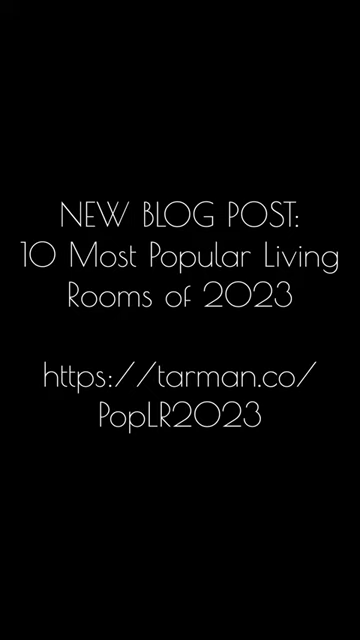 NEW BLOG POST:
10 Most Popular Living
Rooms of 2023
https://tarman.co/
PopLR2023